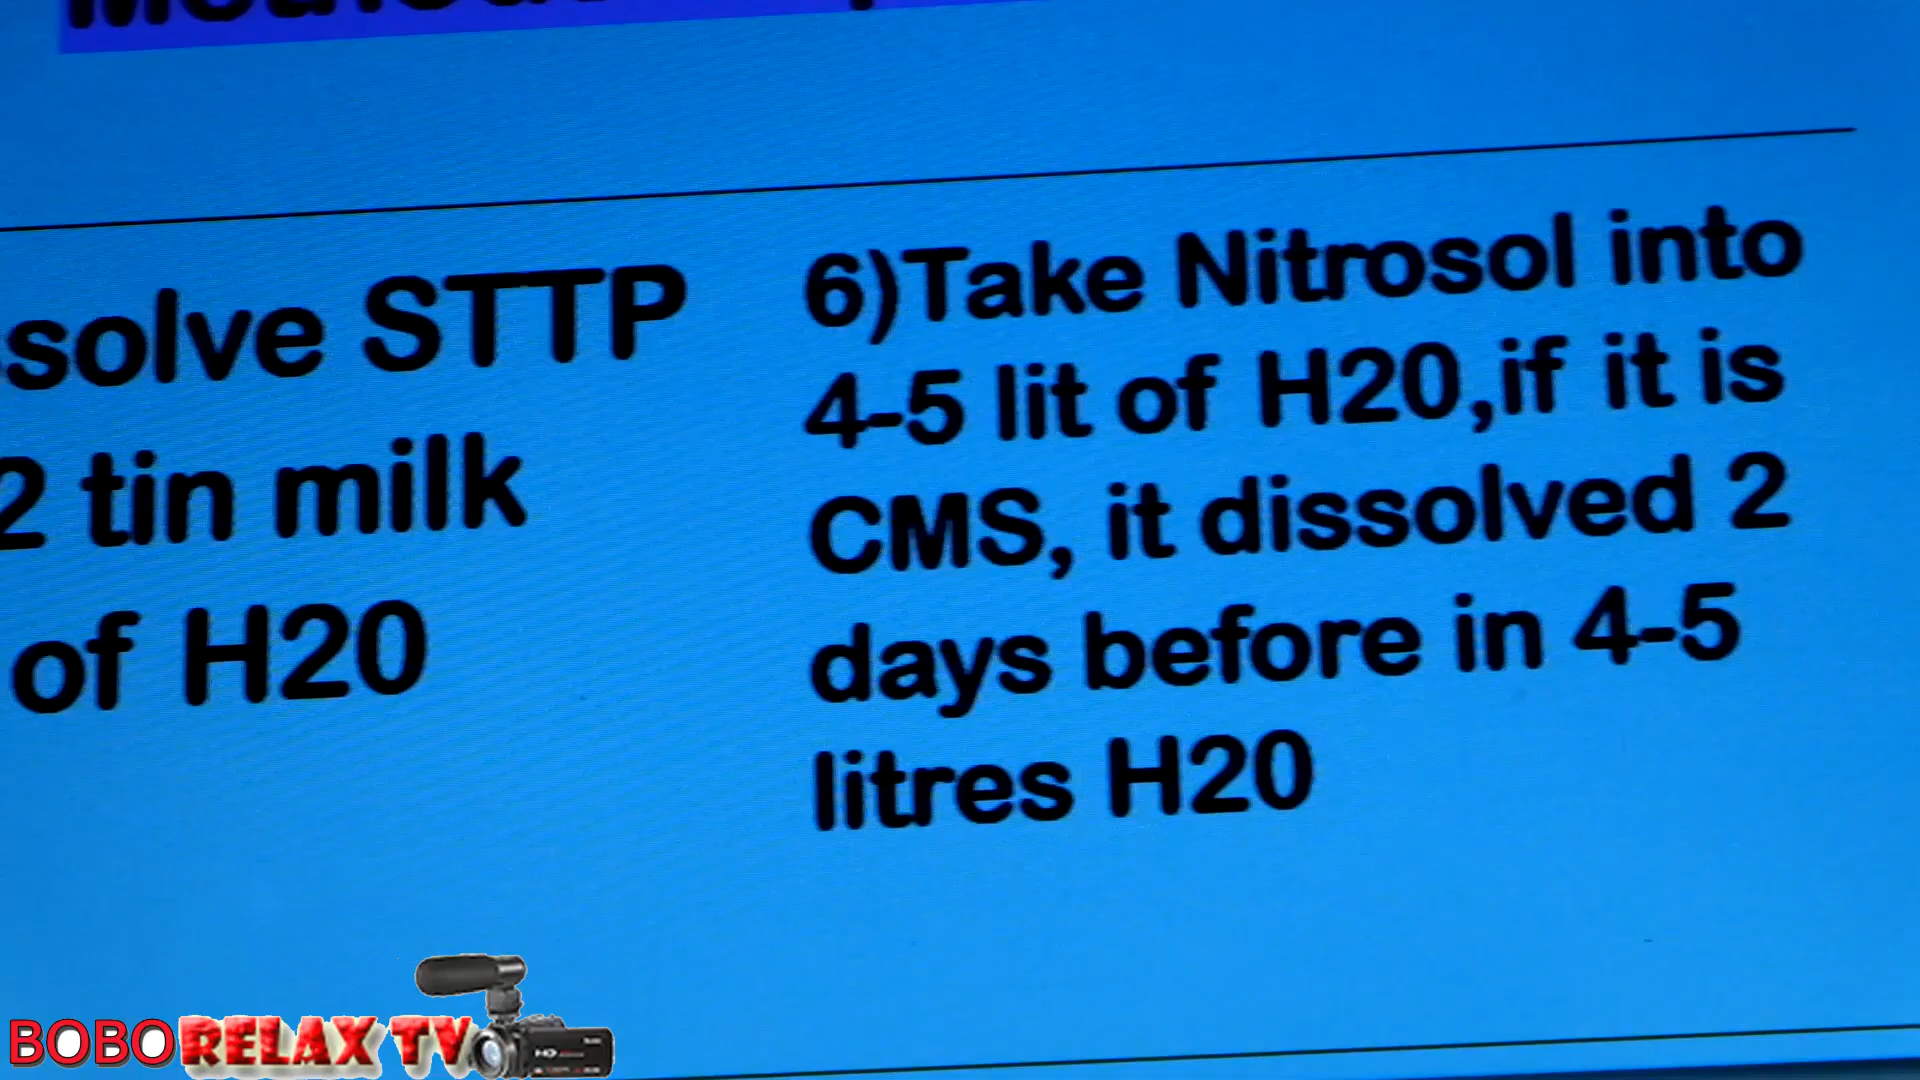 solve STTP
2 tin milk
of H20
6)Take Nitrosol into
4-5 lit of H20,if it is
CMS, it dissolved 2
days before in 4-5
litres H20
BOBO RELAX TV
HD